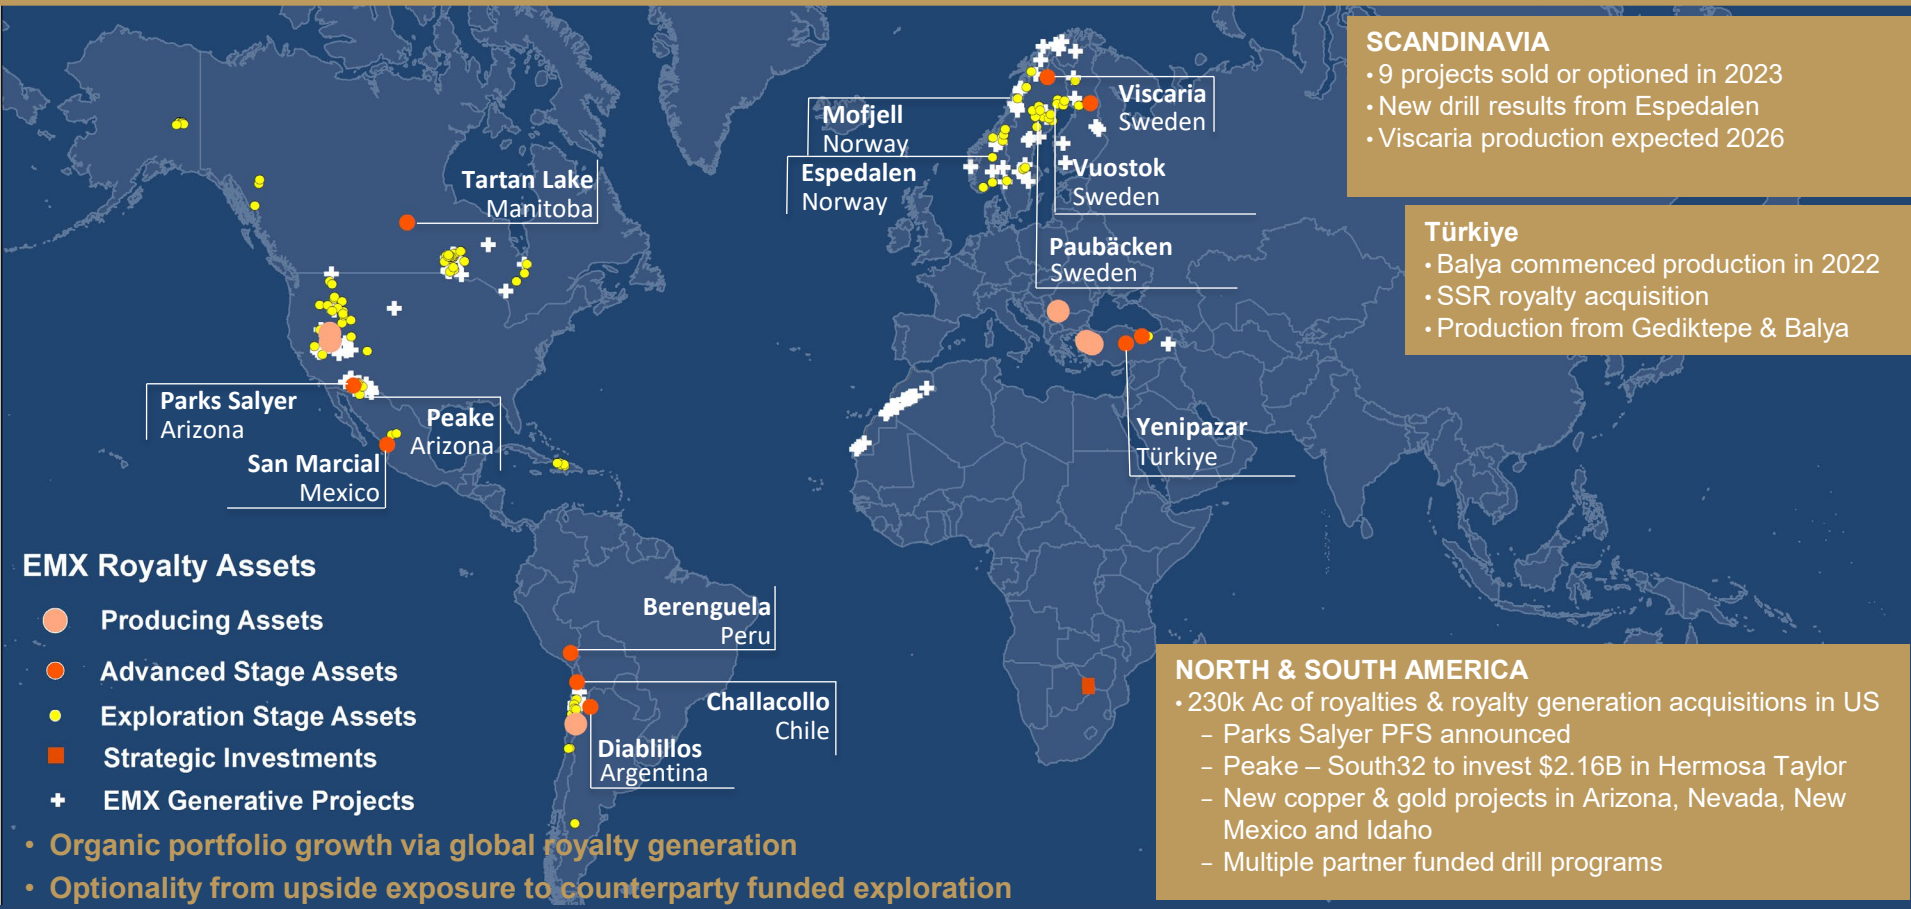 SCANDINAVIA
• 9 projects sold or optioned in 2023
• New drill results from Espedalen
• Viscaria production expected 2026
Türkiye
• Balya commenced production in 2022
• SSR royalty acquisition
• Production from Gediktepe & Balya
Viscaria
Sweden
Mofjell
Norway
Espedalen
Norway
Vuostok
Sweden
Paubäcken
Sweden
Tartan Lake
Manitoba
Parks Salyer
Arizona
Peake
Arizona
San Marcial
Mexico
Yenipazar
Türkiye
Berenguela
Peru
Challacollo
Chile
Diablillos
Argentina
EMX Royalty Assets
Producing Assets
Advanced Stage Assets
Exploration Stage Assets
Strategic Investments
EMX Generative Projects
• Organic portfolio growth via global royalty generation
• Optionality from upside exposure to counterparty funded exploration
NORTH & SOUTH AMERICA
• 230k Ac of royalties & royalty generation acquisitions in US
– Parks Salyer PFS announced
– Peake – South32 to invest $2.16B in Hermosa Taylor
– New copper & gold projects in Arizona, Nevada, New
Mexico and Idaho
– Multiple partner funded drill programs